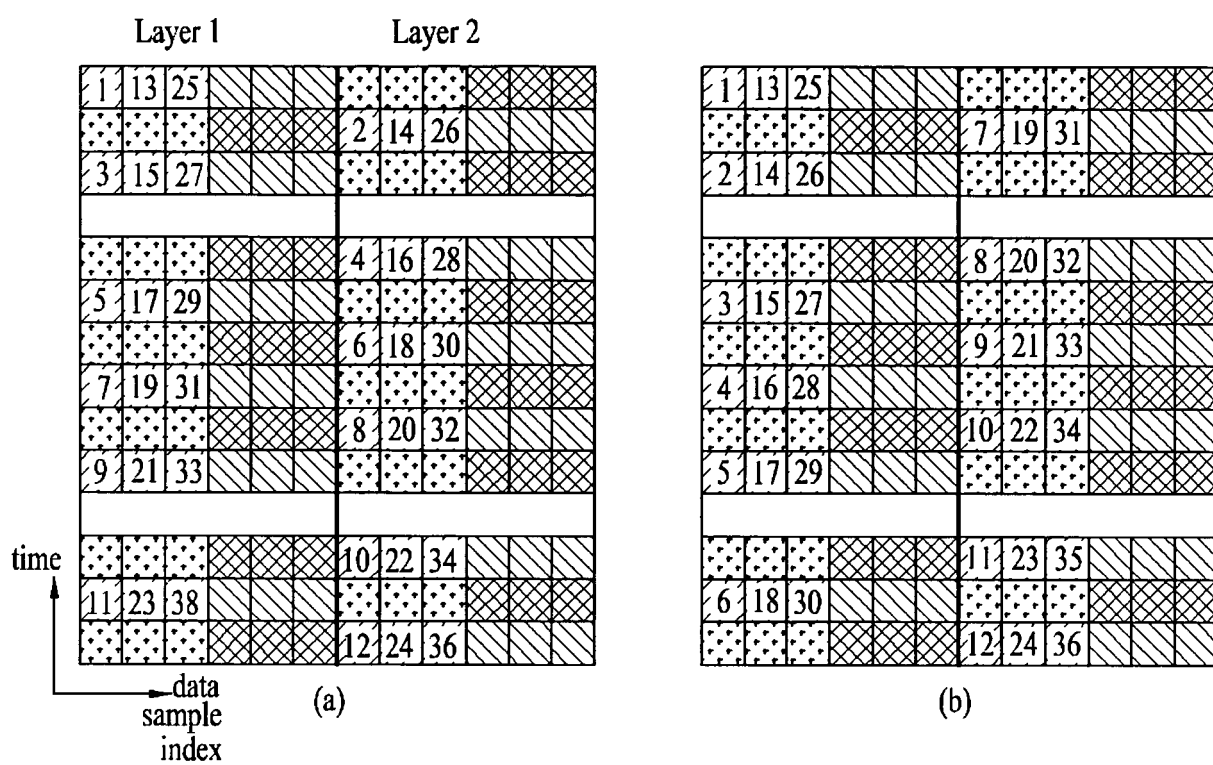 Layer 1 Layer 2
1 13 25 1 13 25
2 14 26 7 19 31
3 15 27 2 14 26
4 16 28 8 20 32
5 17 29 3 15 27
6 18 30 9 21 33
7 19 31 4 16 28
8 20 32 10 22 34
9 21 33 5 17 29
10 22 34 11 23 35
11 23 38 6 18 30
12 24 36 12 24 36
time
data
sample
index
(a) (b)